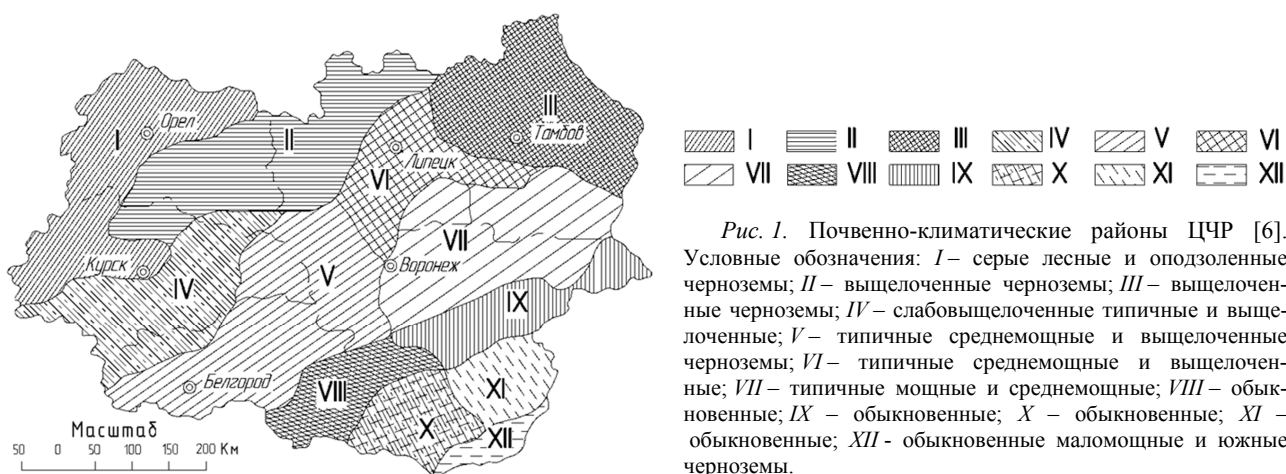 I
Орел
II
III
Тамбов
Липецк
VI
VII
Курск
IV
V
Воронеж
IX
Белгород
VIII
XI
X
XII
Масштаб
50 0 50 100 150 200 Км
I II III IV V VI
VII VIII IX X XI XII
Рис. 1. Почвенно-климатические районы ЦЧР [6].
Условные обозначения: I – серые лесные и оподзоленные
черноземы; II – выщелоченные черноземы; III – выщелочен-
ные черноземы; IV – слабовыщелоченные типичные и выще-
лоченные; V – типичные среднемощные и выщелоченные
черноземы; VI – типичные среднемощные и выщелочен-
ные; VII – типичные мощные и среднемощные; VIII – обык-
новенные; IX – обыкновенные; X – обыкновенные; XI –
обыкновенные; XII - обыкновенные маломощные и южные
черноземы.